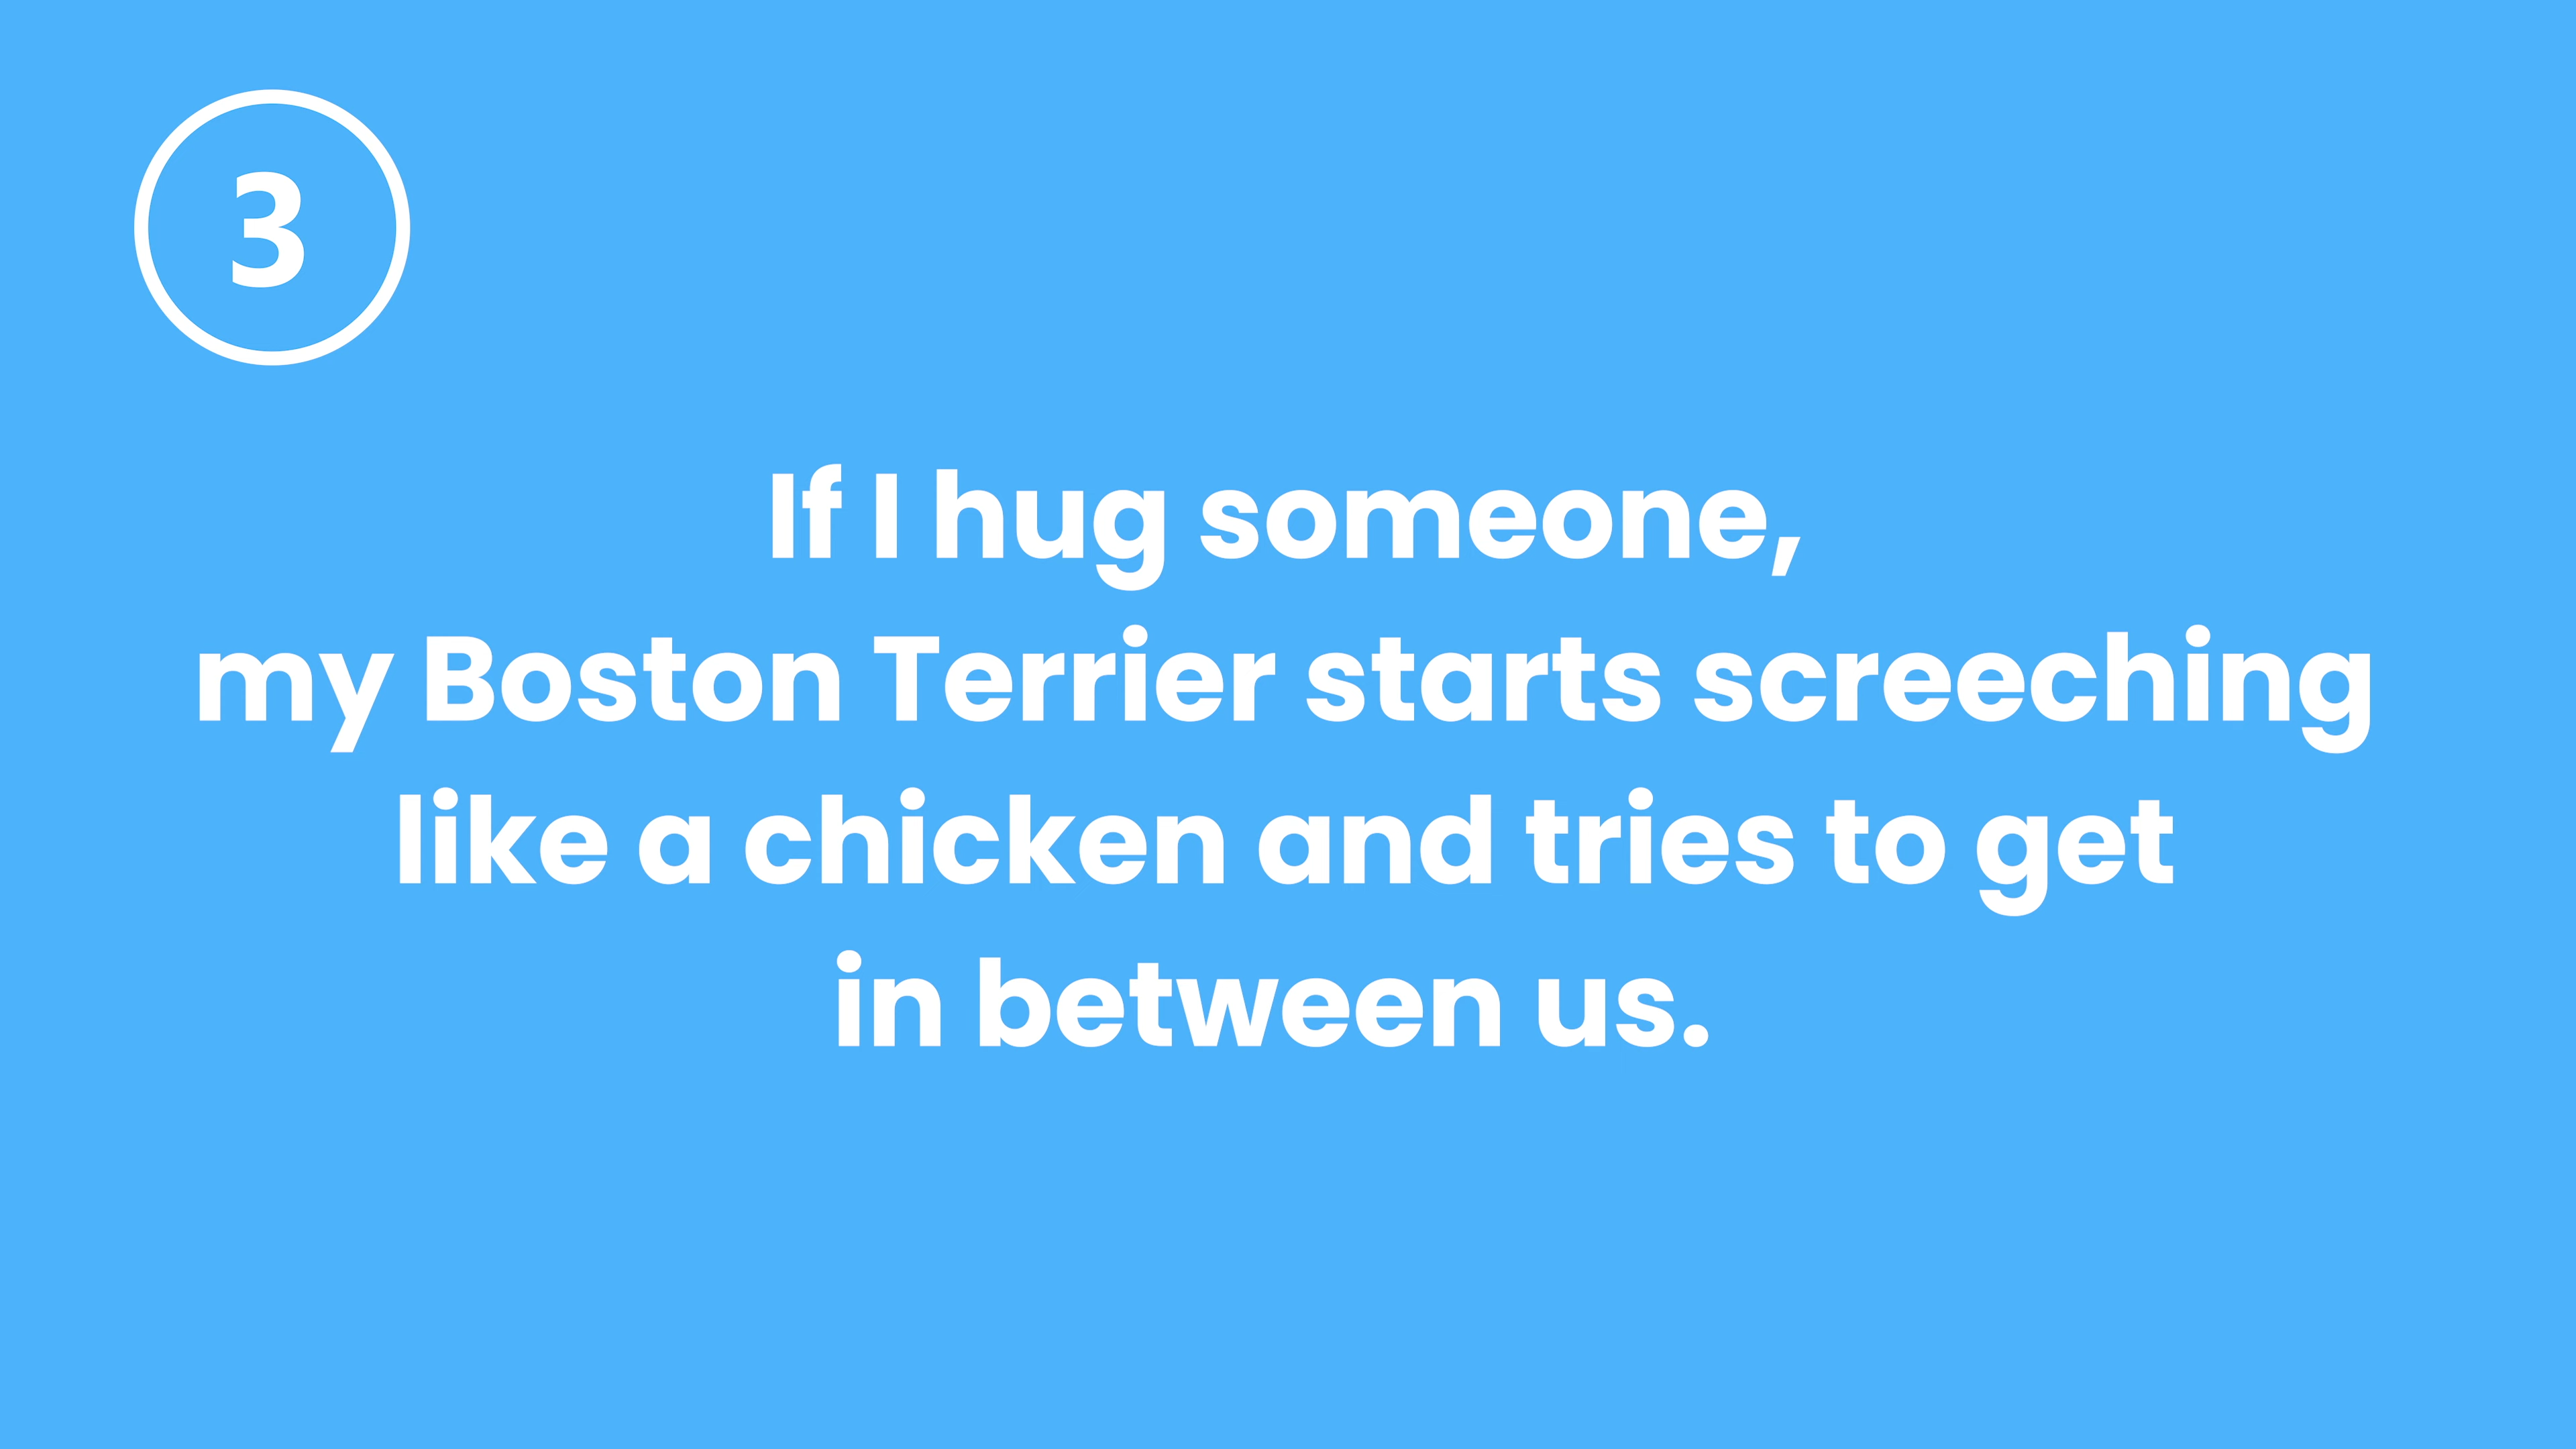 3
If I hug someone,
my Boston Terrier starts screeching
like a chicken and tries to get
in between us.